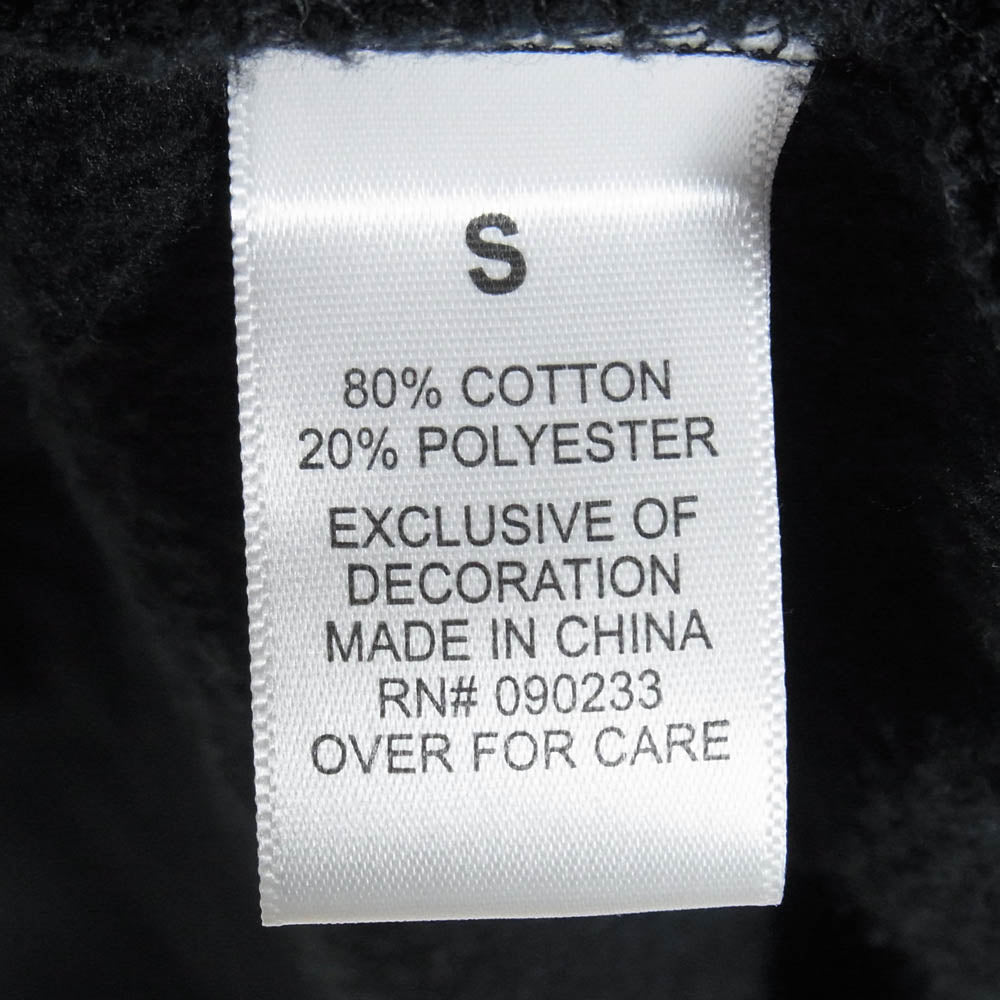 S
80% COTTON
20% POLYESTER
EXCLUSIVE OF
DECORATION
MADE IN CHINA
RN# 090233
OVER FOR CARE